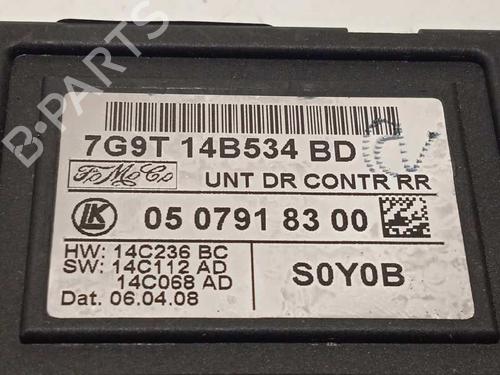 B-PARTS
7G9T 14B534 BD
FoMoCo
UNT DR CONTR RR
LK 05 0791 83 00
HW: 14C236 BC
SW: 14C112 AD
14C068 AD
Dat. 06.04.08
S0Y0B